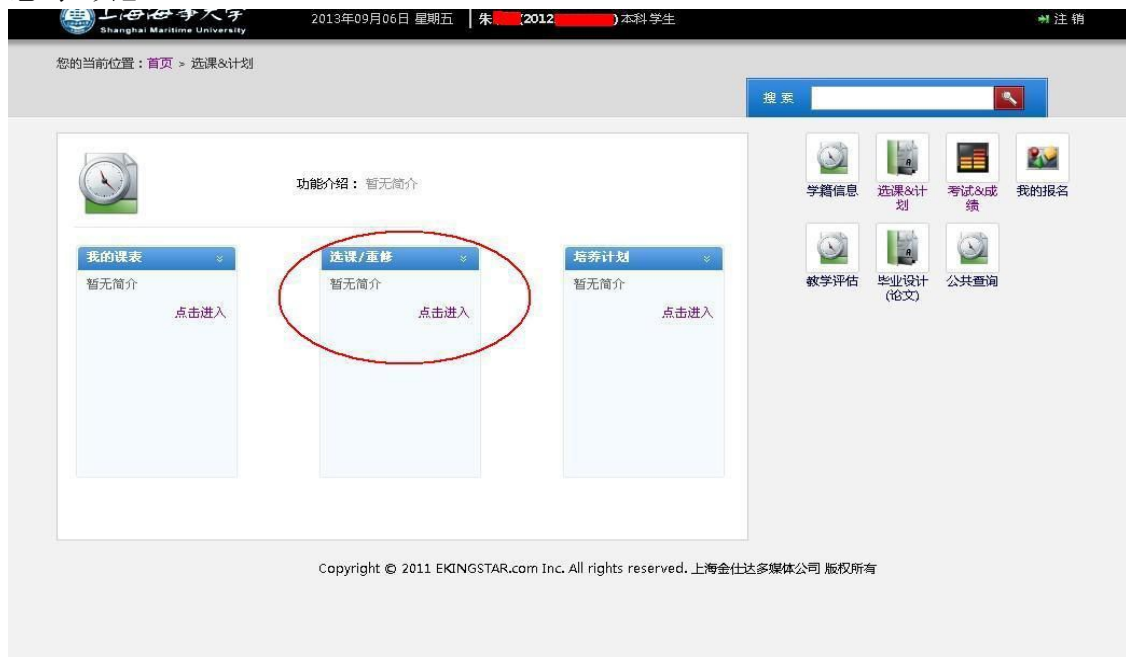 上海海事大学
Shanghai Maritime University
2013年09月06日 星期五
朱
(2012
)本科学生
注销
您的当前位置：首页 > 选课&计划
搜索
功能介绍： 暂无简介
我的课表
暂无简介
点击进入
选课/重修
暂无简介
点击进入
培养计划
暂无简介
点击进入
学籍信息
选课&计
划
考试&成
绩
我的报名
教学评估
毕业设计
(论文)
公共查询
Copyright © 2011 EKINGSTAR.com Inc. All rights reserved. 上海金仕达多媒体公司 版权所有